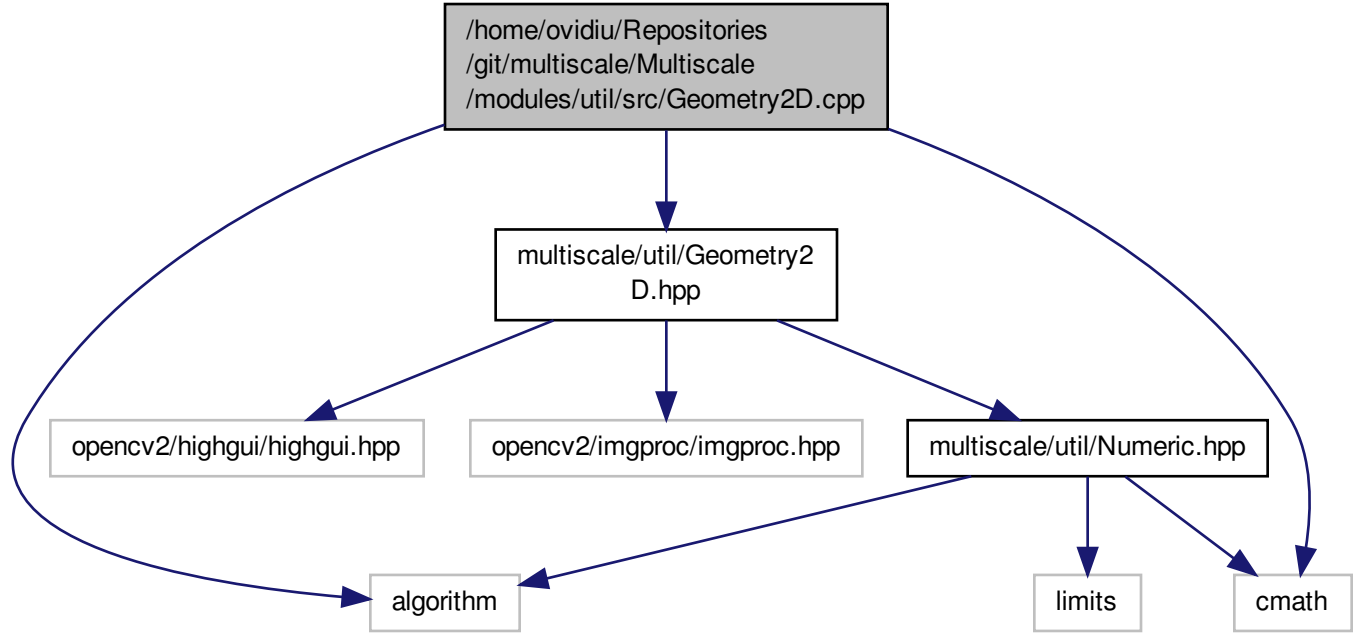 /home/ovidiu/Repositories
/git/multiscale/Multiscale
/modules/util/src/Geometry2D.cpp
multiscale/util/Geometry2
D.hpp
opencv2/highgui/highgui.hpp
opencv2/imgproc/imgproc.hpp
multiscale/util/Numeric.hpp
algorithm
limits
cmath